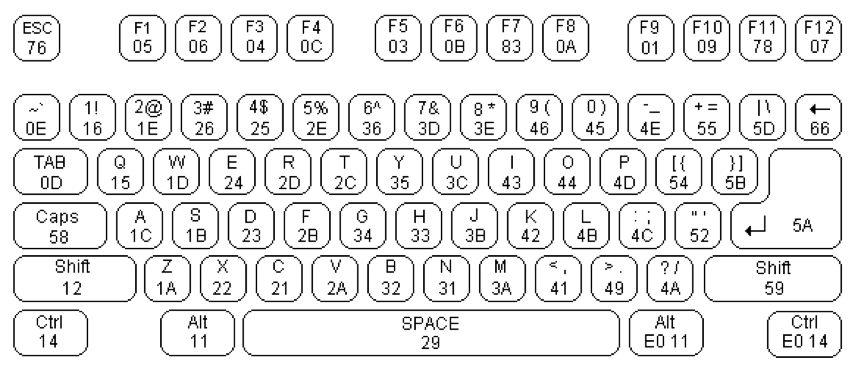 ESC F1 F2 F3 F4 F5 F6 F7 F8 F9 F10 F11 F12
76 05 06 04 0C 03 0B 83 0A 01 09 78 07
~` 1! 2@ 3# 4$ 5% 6^ 7& 8* 9( 0) -_ += |\ ←
0E 16 1E 26 25 2E 36 3D 3E 46 45 4E 55 5D 66
TAB Q W E R T Y U I O P [{ }]
0D 15 1D 24 2D 2C 35 3C 43 44 4D 54 5B
Caps A S D F G H J K L : ; " ' ↵ 5A
58 1C 1B 23 2B 34 33 3B 42 4B 4C 52
Shift Z X C V B N M < , > . ? / Shift
12 1A 22 21 2A 32 31 3A 41 49 4A 59
Ctrl Alt SPACE Alt Ctrl
14 11 29 E0 11 E0 14